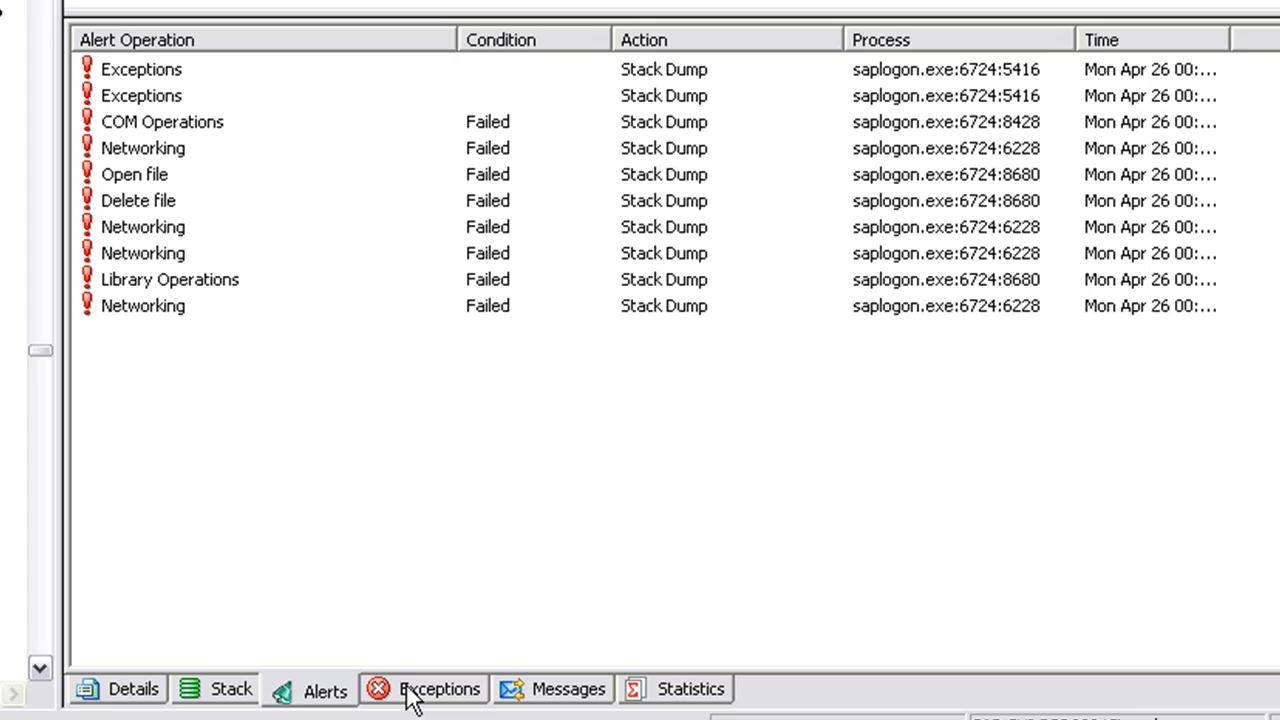 Alert Operation Condition Action Process Time
Exceptions Stack Dump saplogon.exe:6724:5416 Mon Apr 26 00:...
Exceptions Stack Dump saplogon.exe:6724:5416 Mon Apr 26 00:...
COM Operations Failed Stack Dump saplogon.exe:6724:8428 Mon Apr 26 00:...
Networking Failed Stack Dump saplogon.exe:6724:6228 Mon Apr 26 00:...
Open file Failed Stack Dump saplogon.exe:6724:8680 Mon Apr 26 00:...
Delete file Failed Stack Dump saplogon.exe:6724:8680 Mon Apr 26 00:...
Networking Failed Stack Dump saplogon.exe:6724:6228 Mon Apr 26 00:...
Networking Failed Stack Dump saplogon.exe:6724:6228 Mon Apr 26 00:...
Library Operations Failed Stack Dump saplogon.exe:6724:8680 Mon Apr 26 00:...
Networking Failed Stack Dump saplogon.exe:6724:6228 Mon Apr 26 00:...
Details Stack Alerts Exceptions Messages Statistics